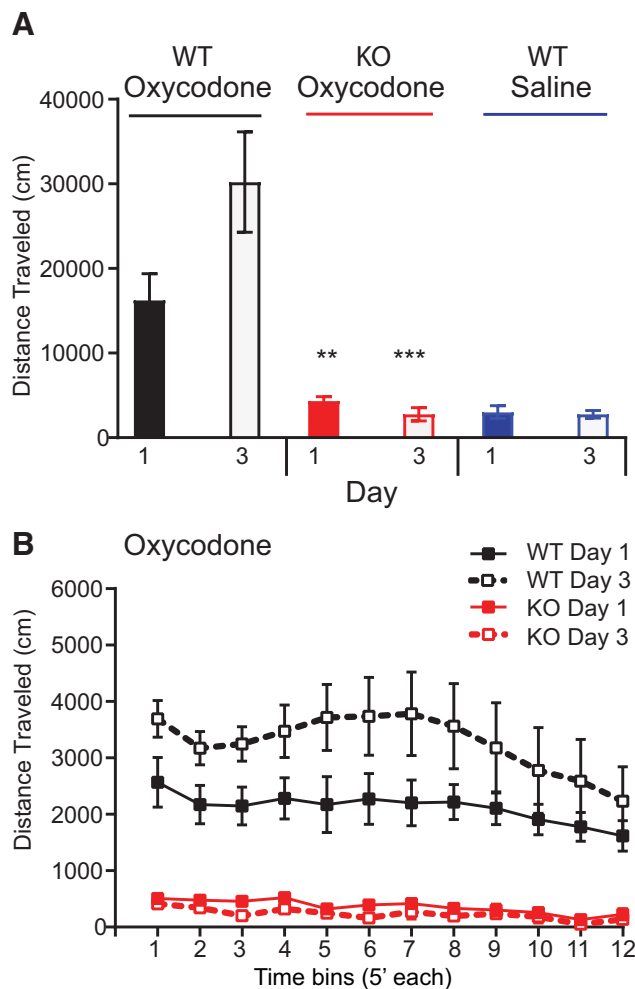 A
WT KO WT
Oxycodone Oxycodone Saline
Distance Traveled (cm)
40000
30000
20000
10000
0
** ***
1 3 1 3 1 3
Day
B Oxycodone
WT Day 1
WT Day 3
KO Day 1
KO Day 3
Distance Traveled (cm)
6000
5000
4000
3000
2000
1000
0
1 2 3 4 5 6 7 8 9 10 11 12
Time bins (5' each)